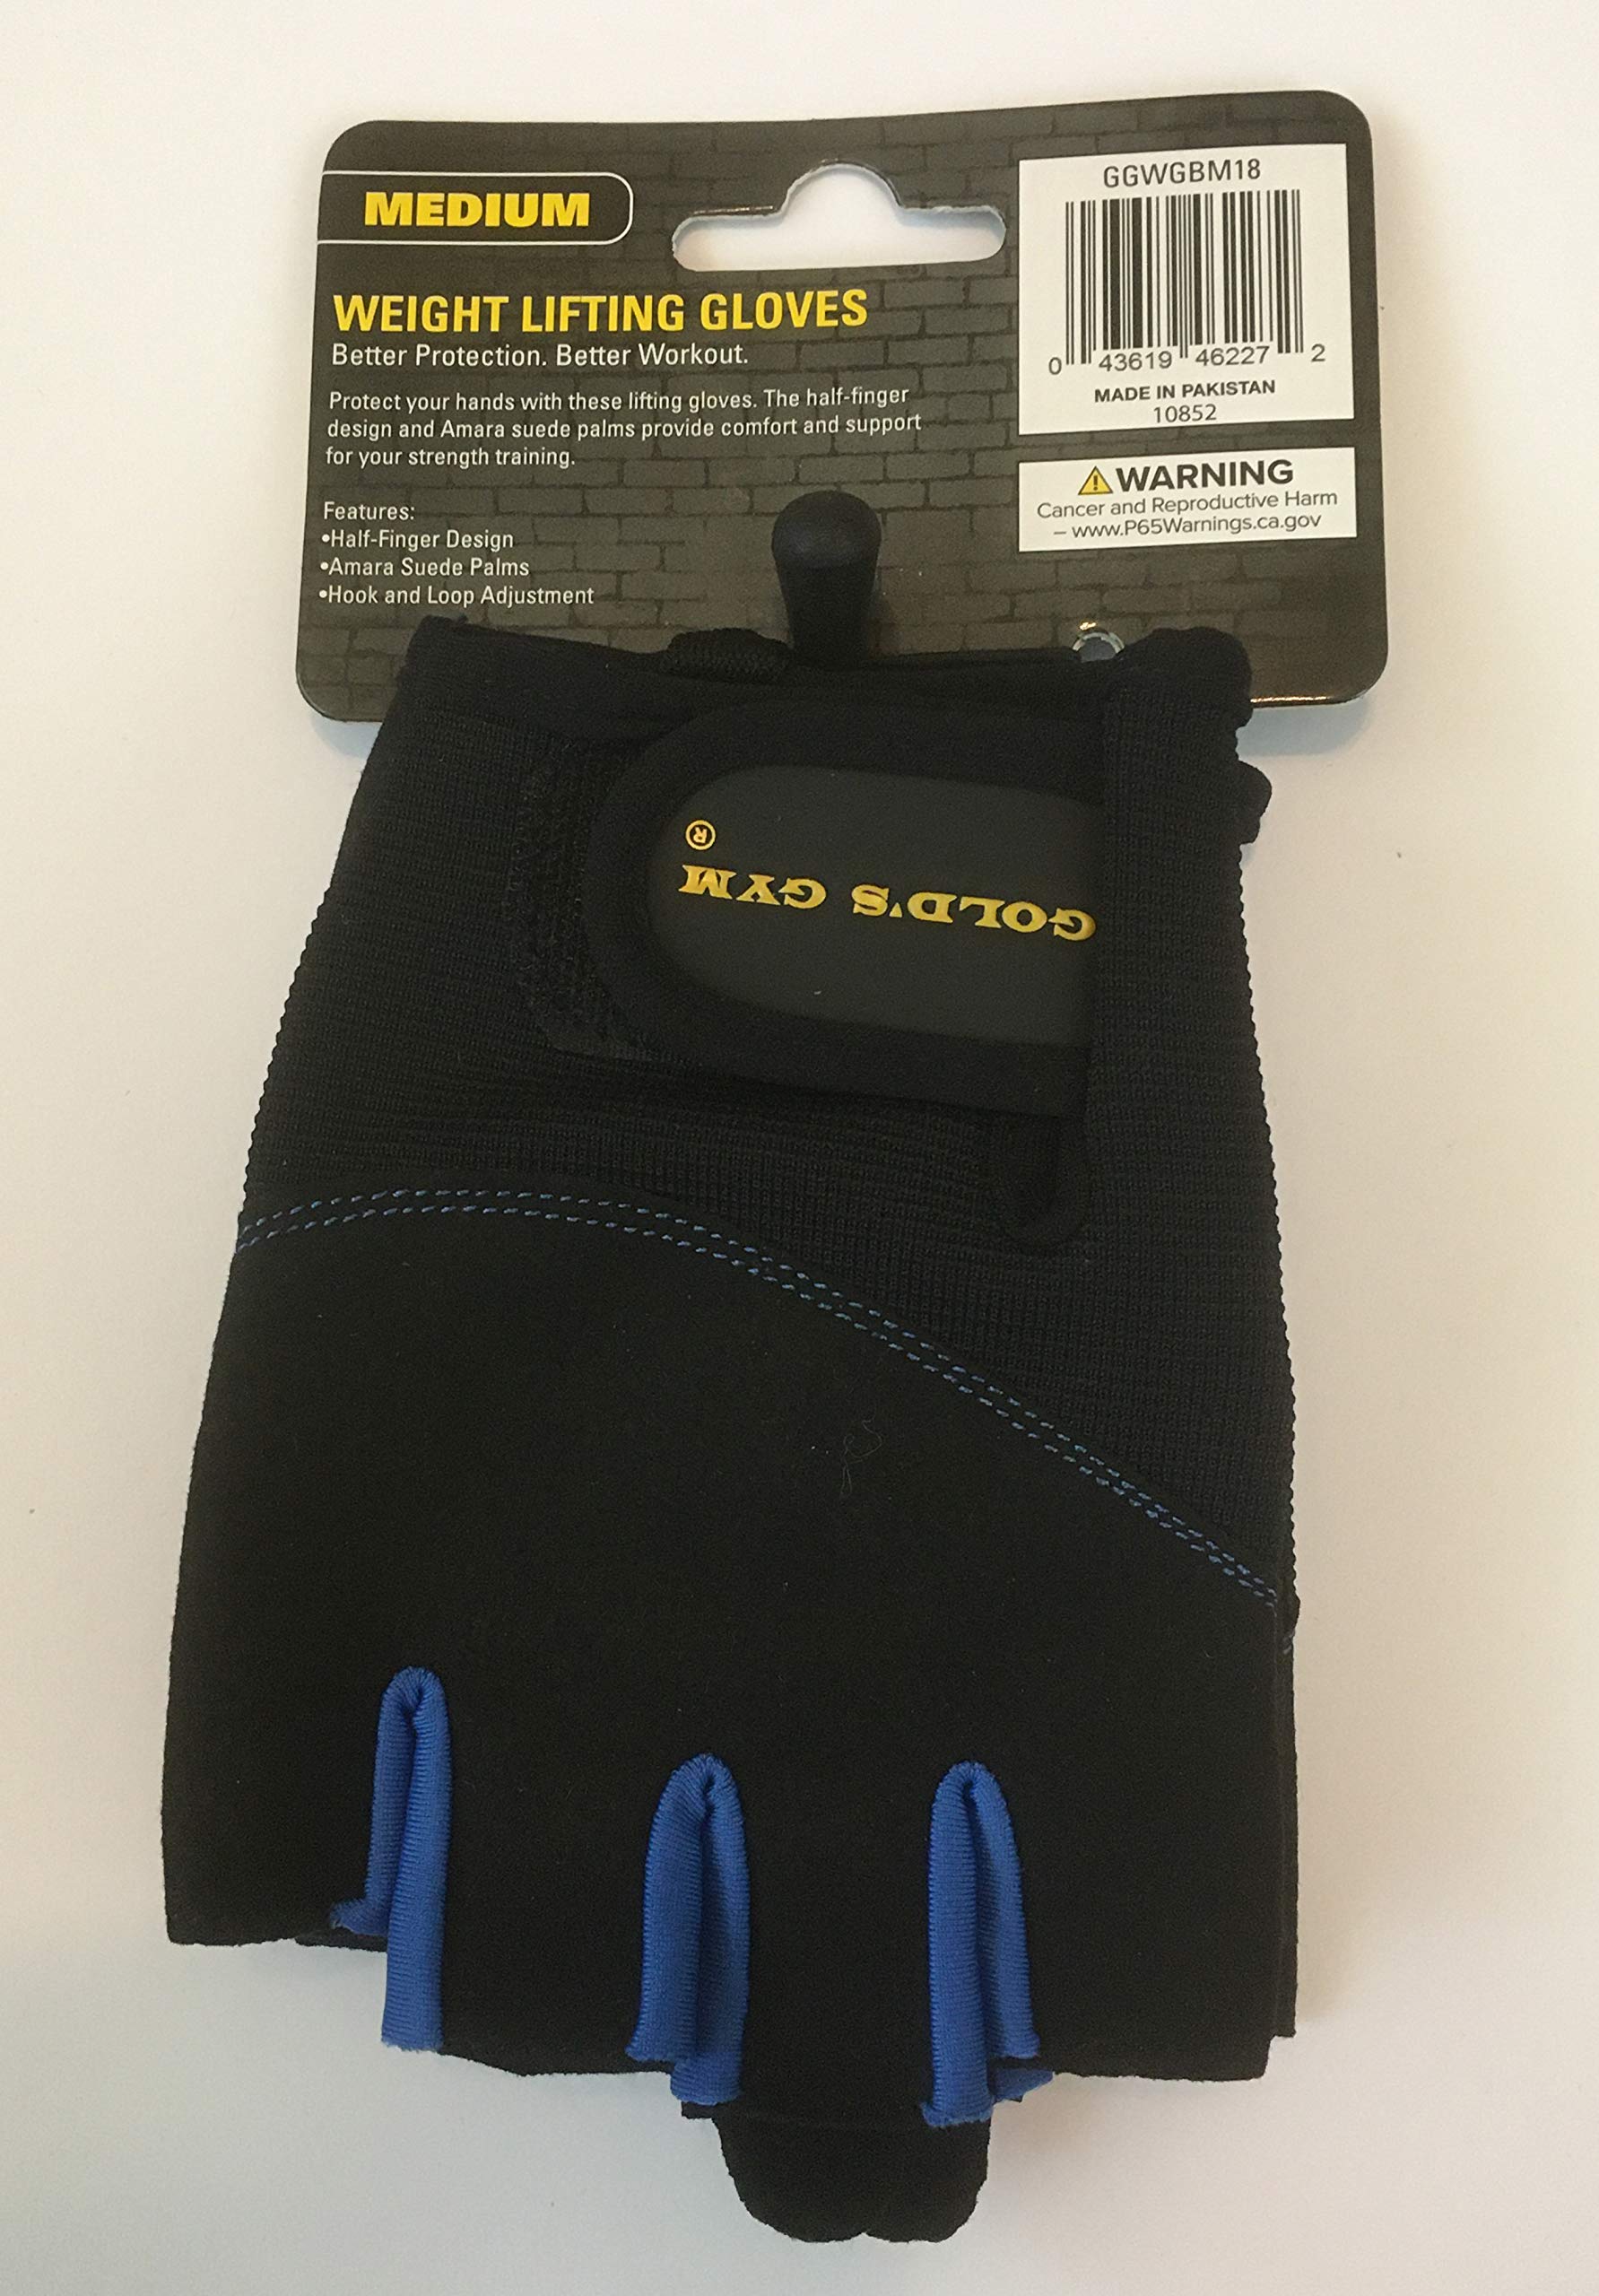 MEDIUM
WEIGHT LIFTING GLOVES
Better Protection. Better Workout.
Protect your hands with these lifting gloves. The half-finger
design and Amara suede palms provide comfort and support
for your strength training.
Features:
•Half-Finger Design
•Amara Suede Palms
•Hook and Loop Adjustment
GGWGBM18
0 43619 46227 2
MADE IN PAKISTAN
10852
WARNING
Cancer and Reproductive Harm
– www.P65Warnings.ca.gov
GOLD'S GYM®